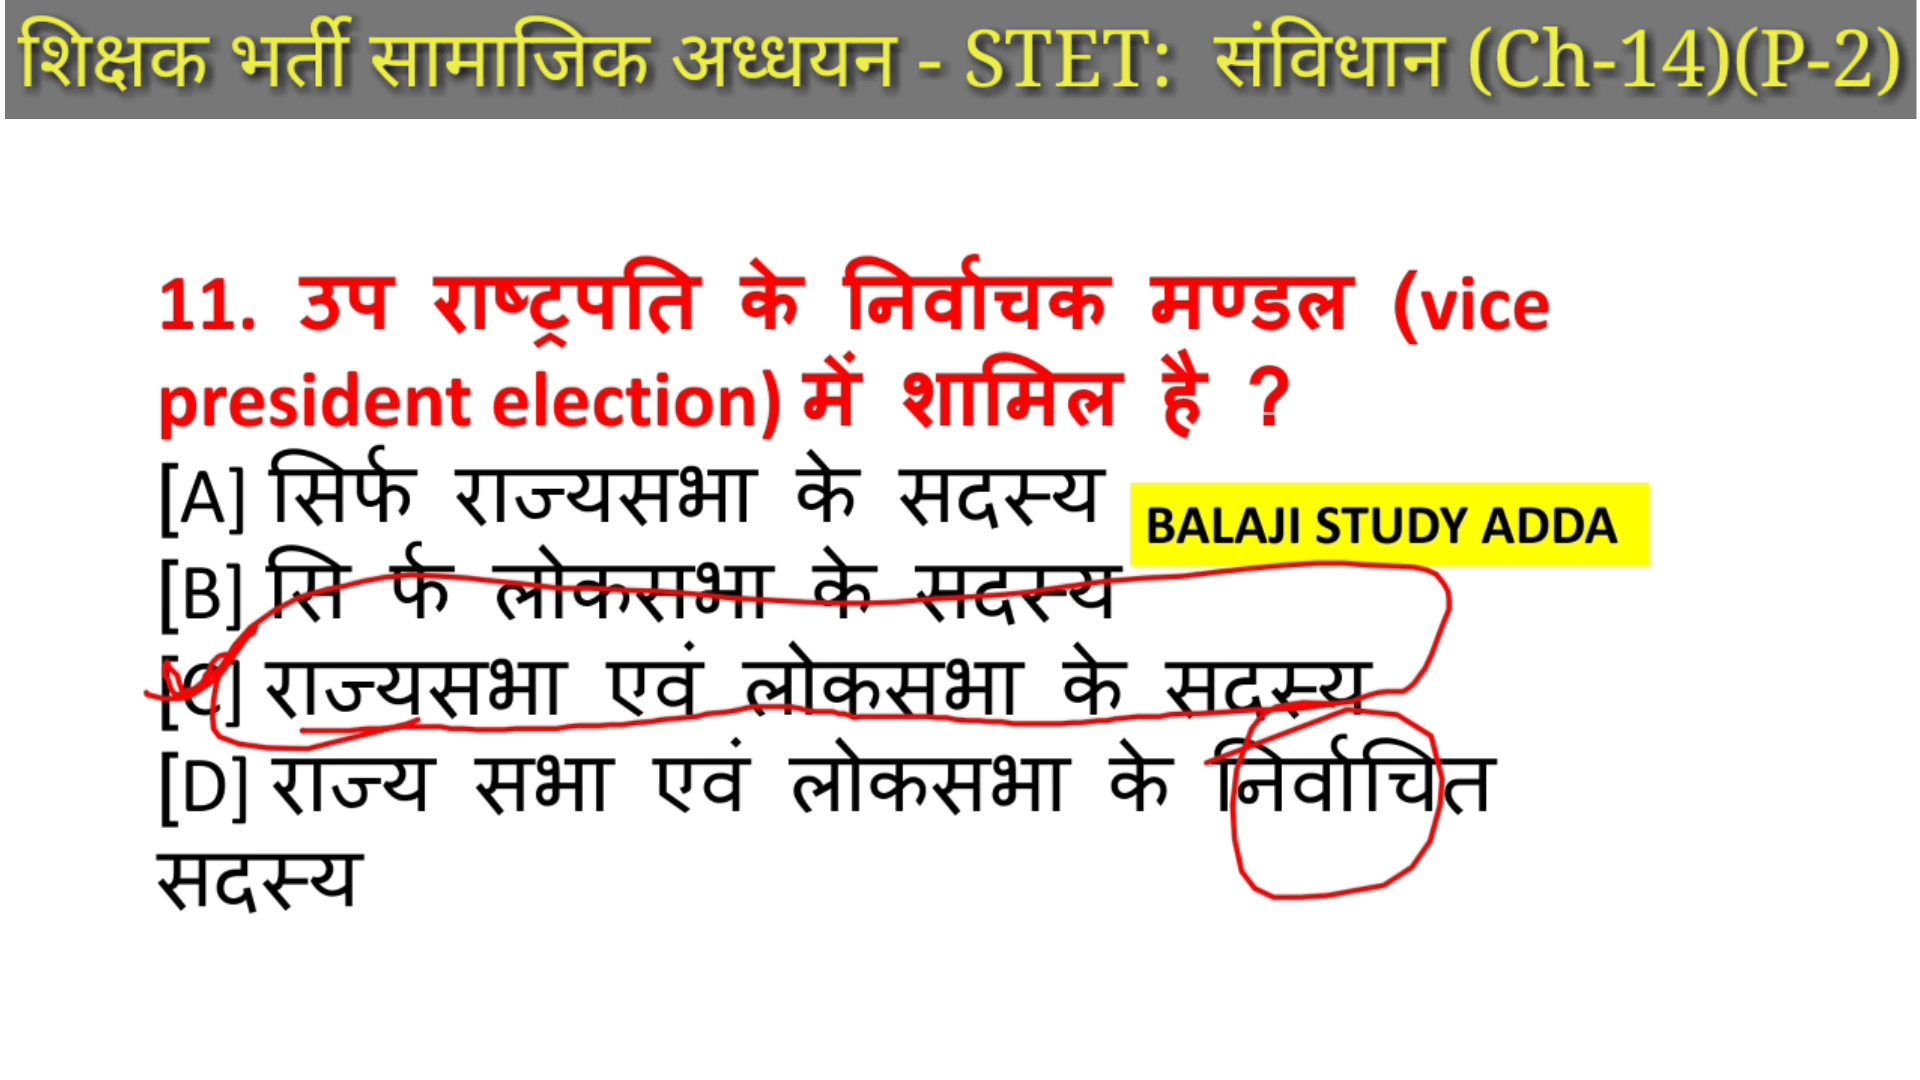 शिक्षक भर्ती सामाजिक अध्धयन - STET: संविधान (Ch-14)(P-2)
11. उप राष्ट्रपति के निर्वाचक मण्डल (vice
president election) में शामिल है ?
[A] सिर्फ राज्यसभा के सदस्य
BALAJI STUDY ADDA
[B] सि र्फ लोकसभा के सदस्य
[C] राज्यसभा एवं लोकसभा के सदस्य
[D] राज्य सभा एवं लोकसभा के निर्वाचित
सदस्य